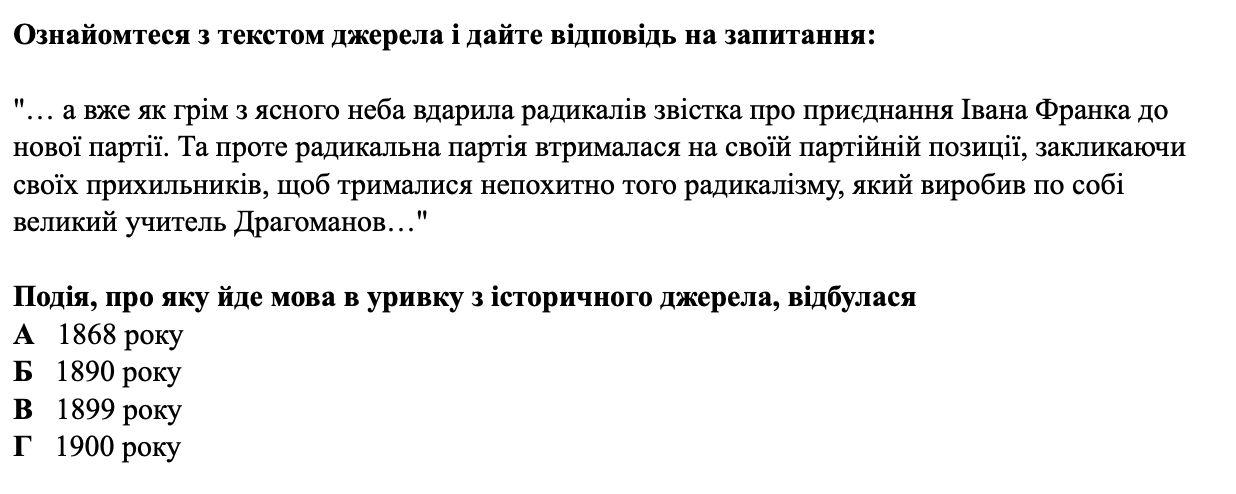 Ознайомтеся з текстом джерела і дайте відповідь на запитання:
"… а вже як грім з ясного неба вдарила радикалів звістка про приєднання Івана Франка до
нової партії. Та проте радикальна партія втрималася на своїй партійній позиції, закликаючи
своїх прихильників, щоб трималися непохитно того радикалізму, який виробив по собі
великий учитель Драгоманов…"
Подія, про яку йде мова в уривку з історичного джерела, відбулася
А 1868 року
Б 1890 року
В 1899 року
Г 1900 року